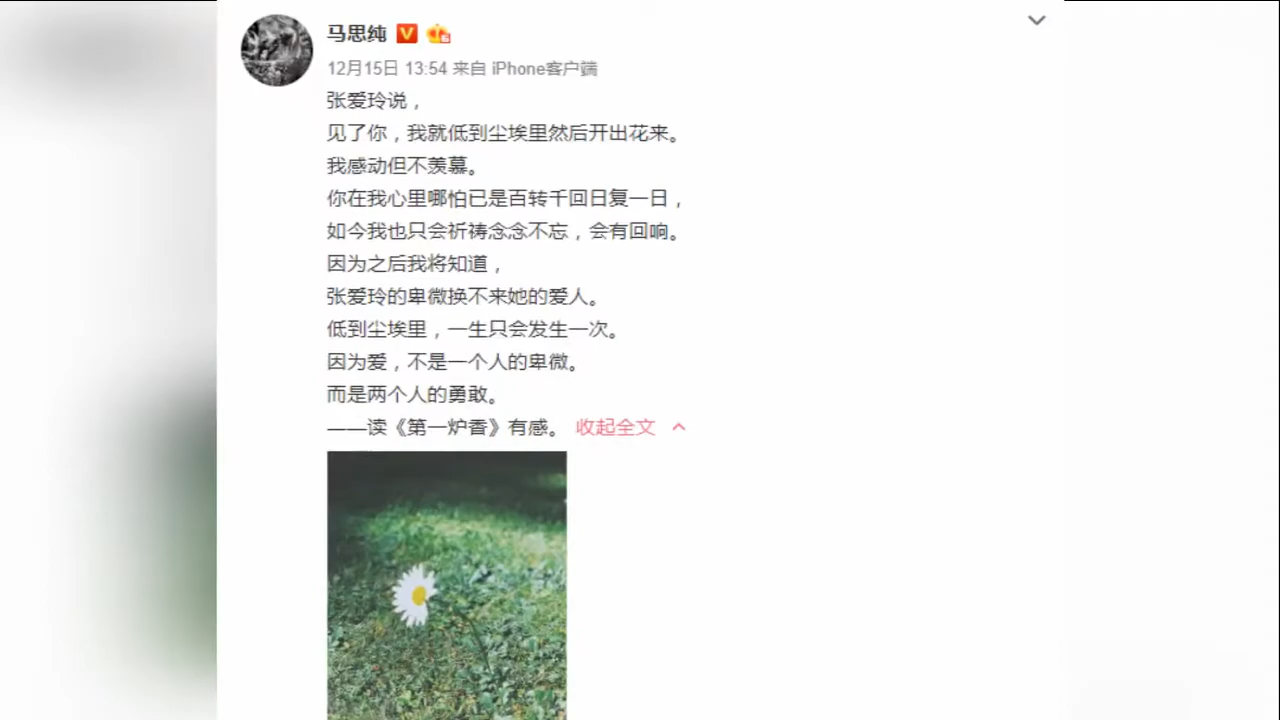 马思纯
12月15日 13:54 来自 iPhone客户端
张爱玲说，
见了你，我就低到尘埃里然后开出花来。
我感动但不羡慕。
你在我心里哪怕已是百转千回日复一日，
如今我也只会祈祷念念不忘，会有回响。
因为之后我将知道，
张爱玲的卑微换不来她的爱人。
低到尘埃里，一生只会发生一次。
因为爱，不是一个人的卑微。
而是两个人的勇敢。
——读《第一炉香》有感。 收起全文